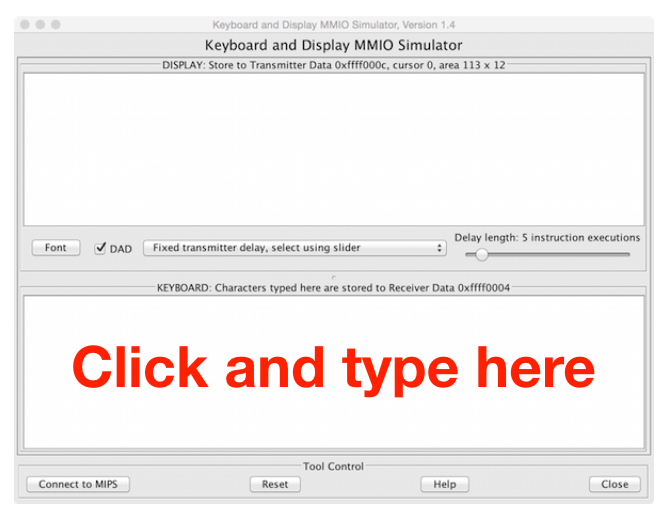 Keyboard and Display MMIO Simulator, Version 1.4
Keyboard and Display MMIO Simulator
DISPLAY: Store to Transmitter Data 0xffff000c, cursor 0, area 113 x 12
Font
DAD
Fixed transmitter delay, select using slider
Delay length: 5 instruction executions
KEYBOARD: Characters typed here are stored to Receiver Data 0xffff0004
Click and type here
Tool Control
Connect to MIPS
Reset
Help
Close